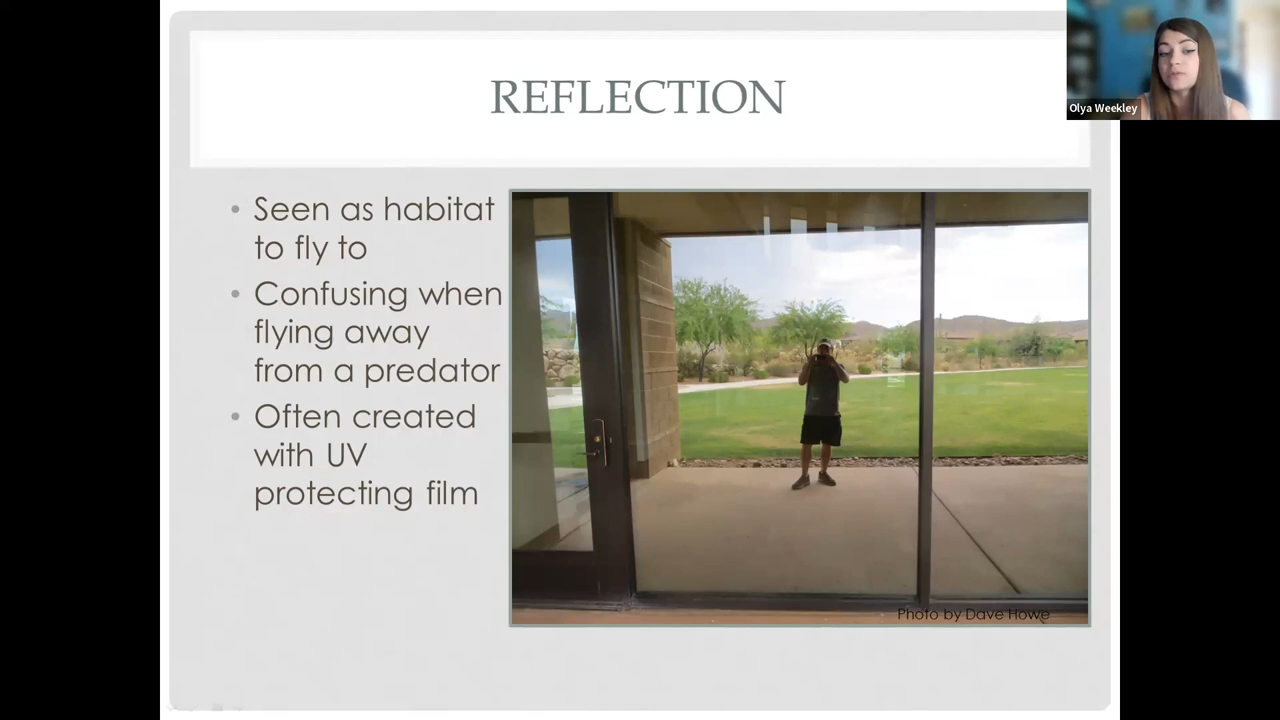 REFLECTION
Olya Weekley
• Seen as habitat
to fly to
• Confusing when
flying away
from a predator
• Often created
with UV
protecting film
Photo by Dave Howe